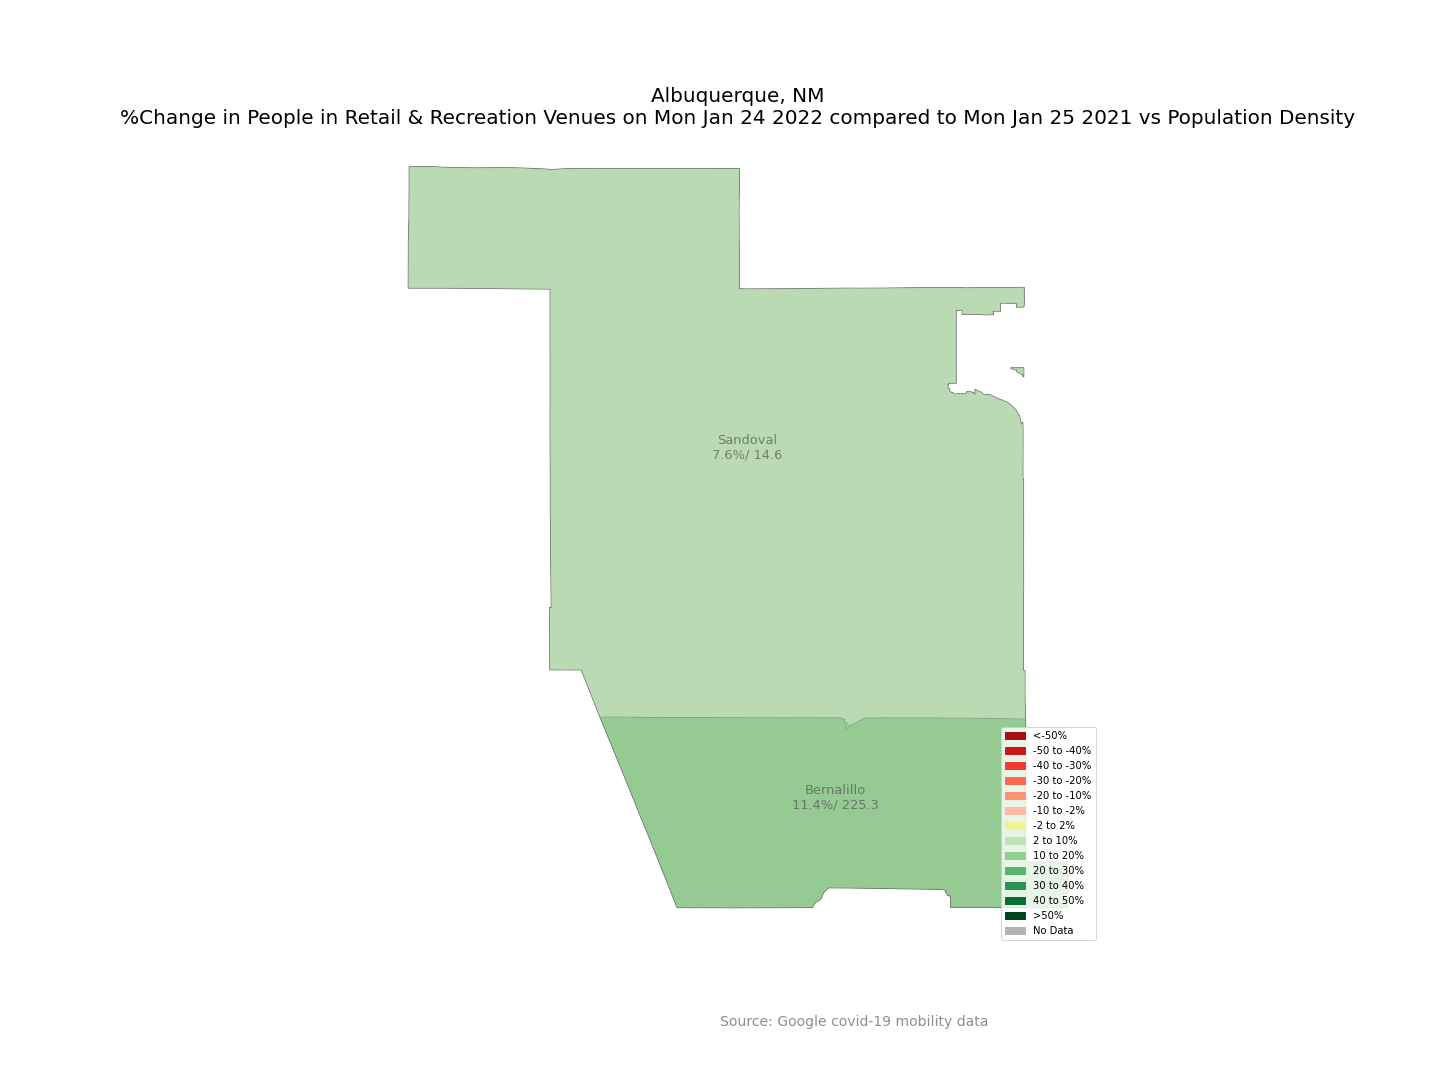 Albuquerque, NM
%Change in People in Retail & Recreation Venues on Mon Jan 24 2022 compared to Mon Jan 25 2021 vs Population Density
Sandoval
7.6%/ 14.6
Bernalillo
11.4%/ 225.3
<-50%
-50 to -40%
-40 to -30%
-30 to -20%
-20 to -10%
-10 to -2%
-2 to 2%
2 to 10%
10 to 20%
20 to 30%
30 to 40%
40 to 50%
>50%
No Data
Source: Google covid-19 mobility data